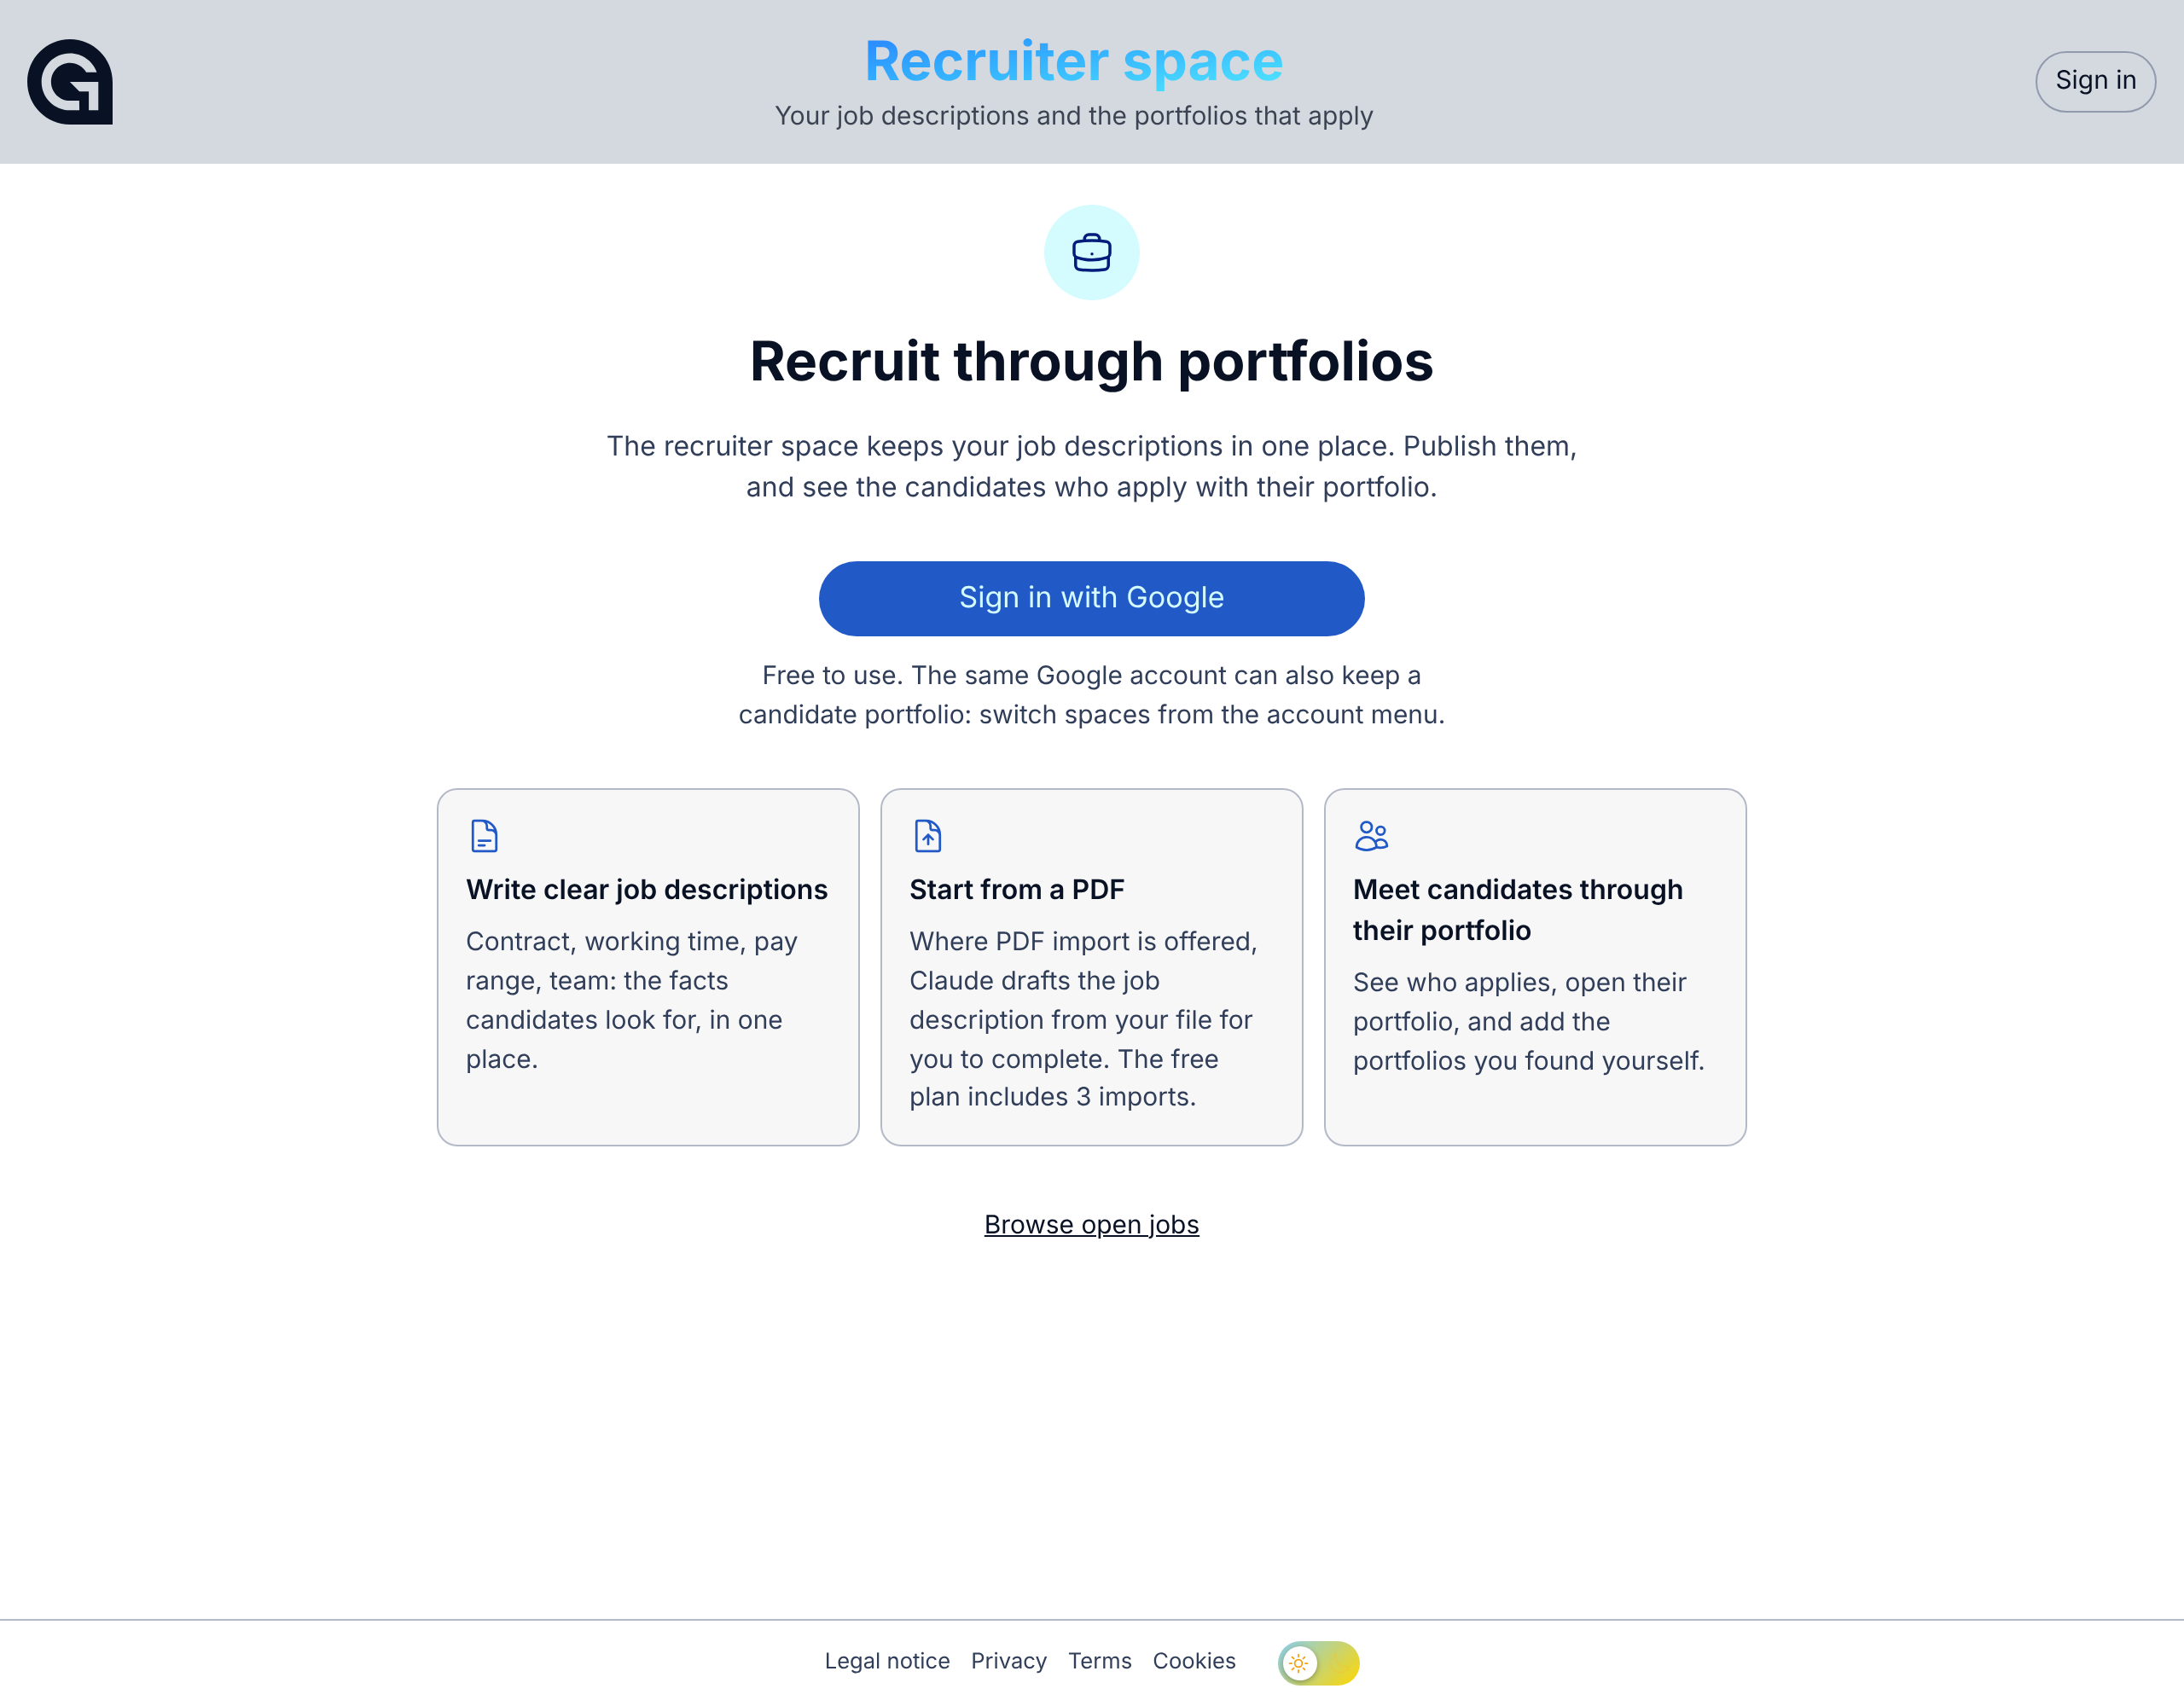 Recruiter space
Your job descriptions and the portfolios that apply
Sign in
Recruit through portfolios
The recruiter space keeps your job descriptions in one place. Publish them,
and see the candidates who apply with their portfolio.
Sign in with Google
Free to use. The same Google account can also keep a
candidate portfolio: switch spaces from the account menu.
Write clear job descriptions
Contract, working time, pay
range, team: the facts
candidates look for, in one
place.
Start from a PDF
Where PDF import is offered,
Claude drafts the job
description from your file for
you to complete. The free
plan includes 3 imports.
Meet candidates through
their portfolio
See who applies, open their
portfolio, and add the
portfolios you found yourself.
Browse open jobs
Legal notice Privacy Terms Cookies